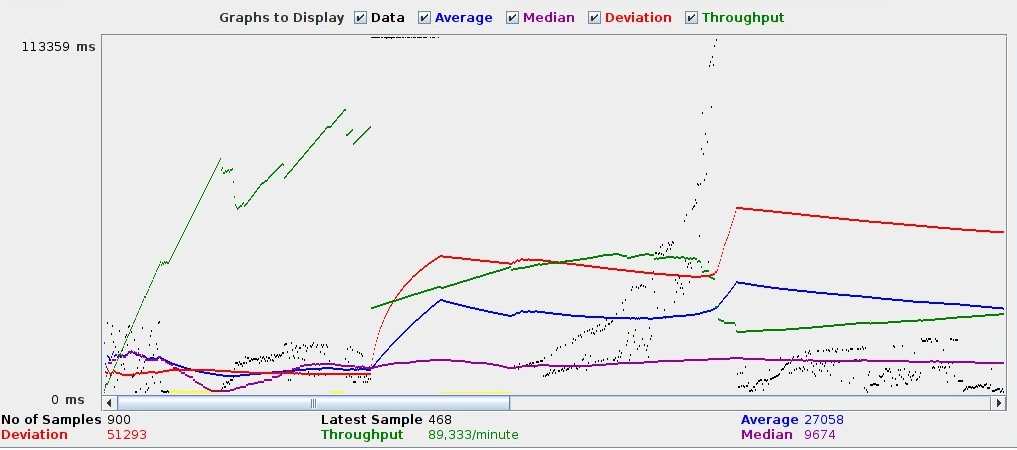 Graphs to Display Data Average Median Deviation Throughput
113359 ms
0 ms
No of Samples 900 Latest Sample 468 Average 27058
Deviation 51293 Throughput 89,333/minute Median 9674